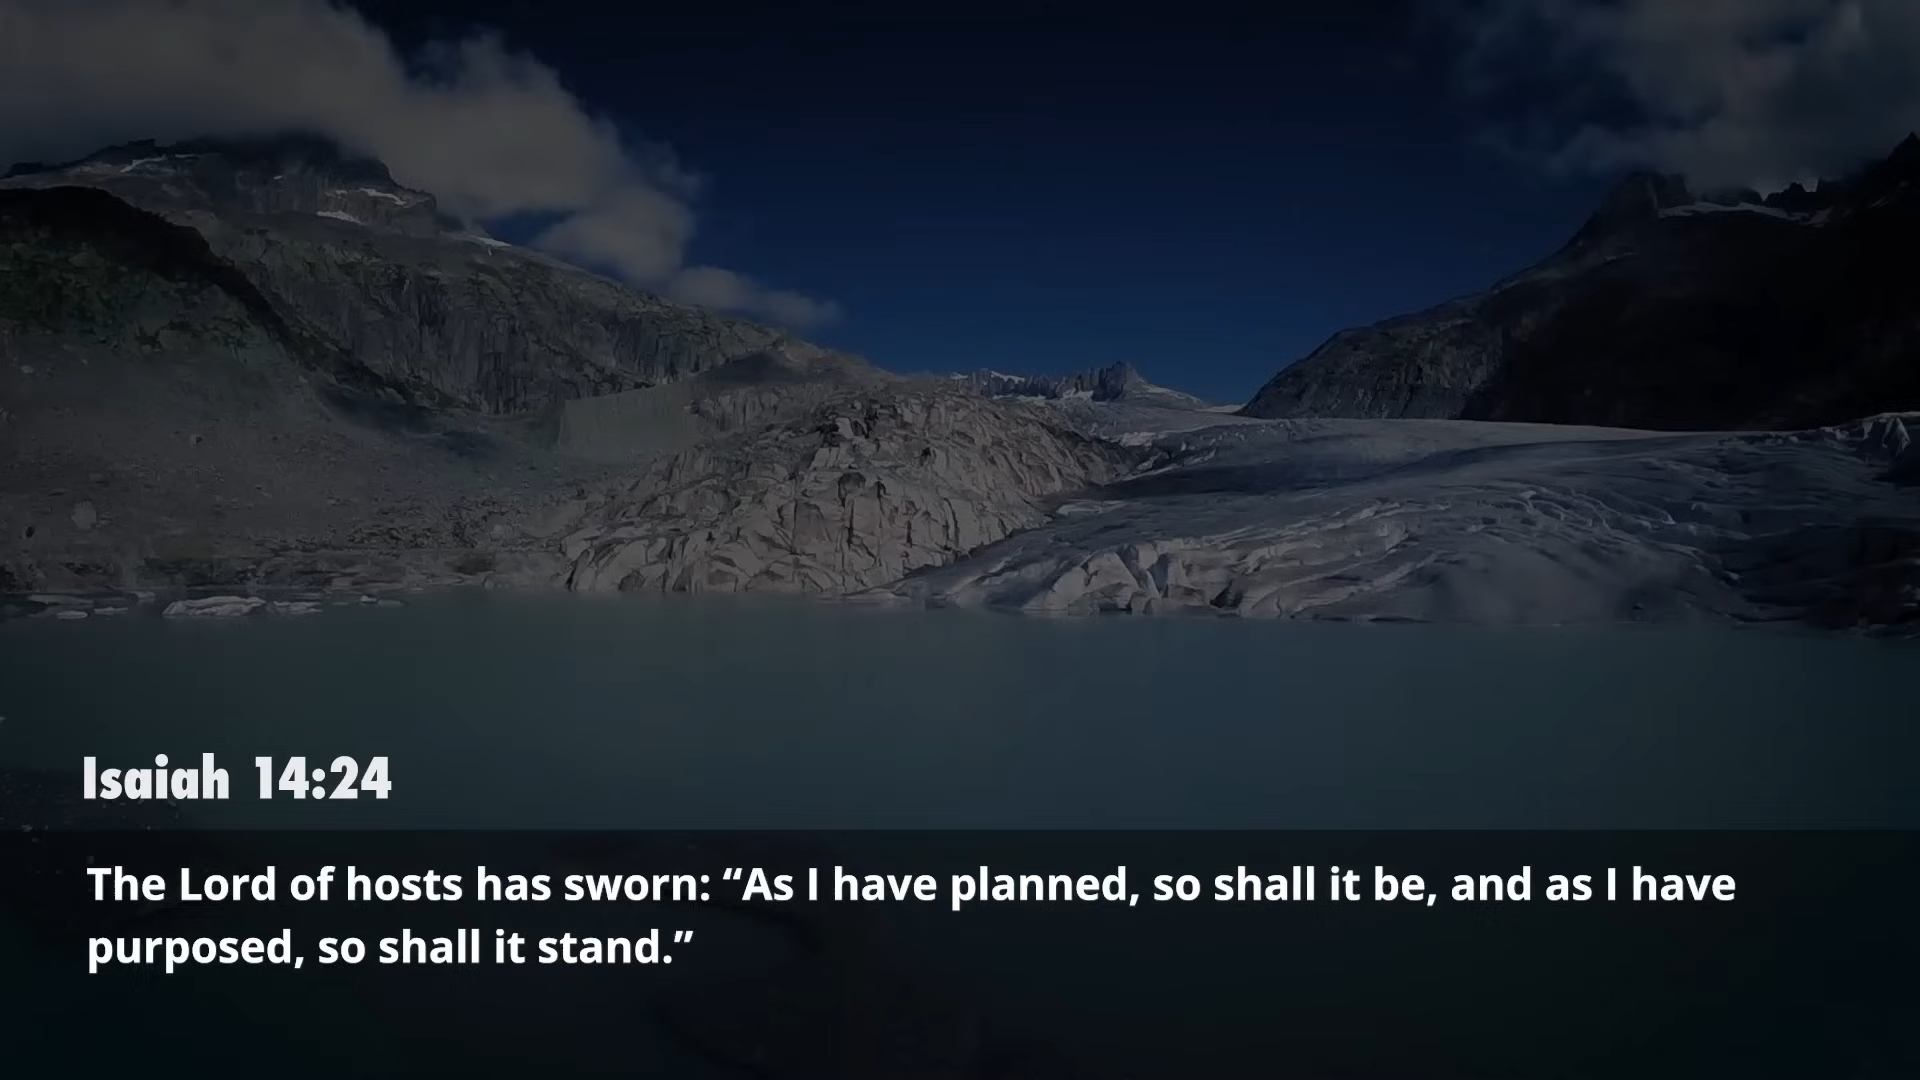 Isaiah 14:24
The Lord of hosts has sworn: “As I have planned, so shall it be, and as I have
purposed, so shall it stand.”